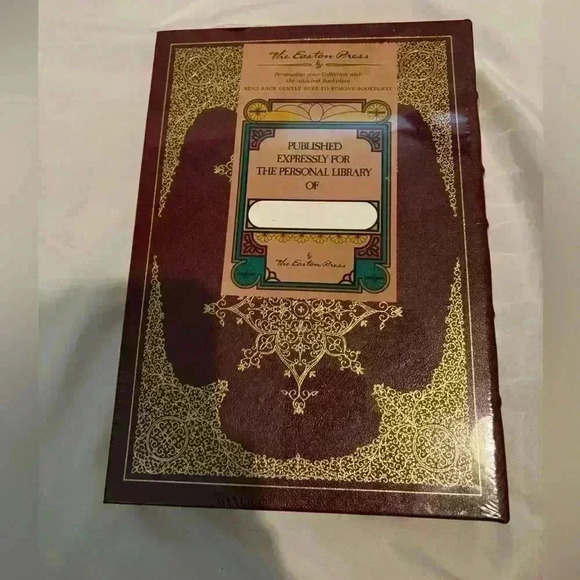 The Easton Press
Personalize your Collection with
the attached Bookplate
BEND BACK GENTLY HERE TO REMOVE BOOKPLATE
PUBLISHED
EXPRESSLY FOR
THE PERSONAL LIBRARY
OF
The Easton Press